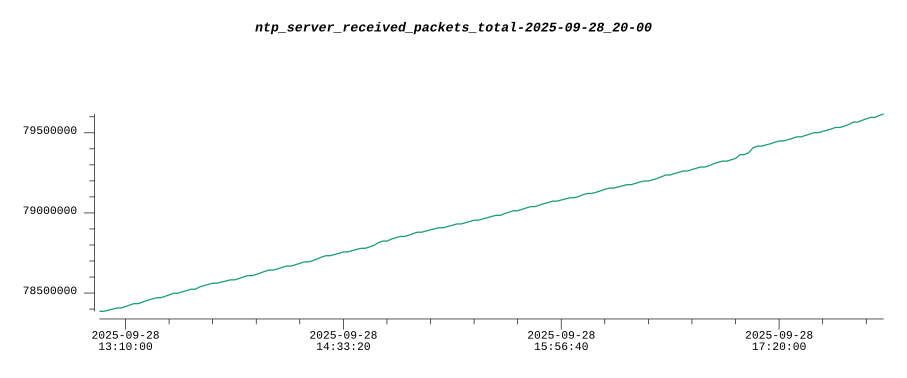 ntp_server_received_packets_total-2025-09-28_20-00
79500000
79000000
78500000
2025-09-28 2025-09-28 2025-09-28 2025-09-28
13:10:00 14:33:20 15:56:40 17:20:00